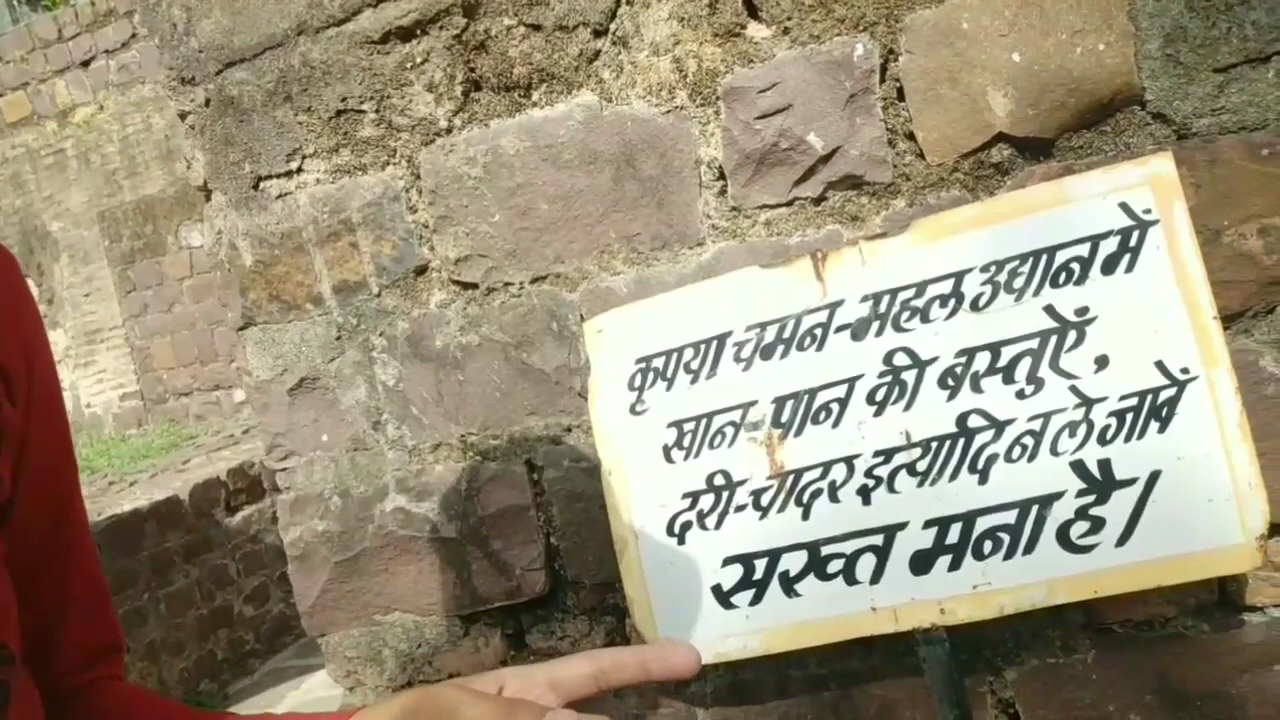 कृपया चमन-महल उद्यान में
खान-पान की बस्तुऐं,
दरी-चादर इत्यादि न ले जावें
सख्त मना है।